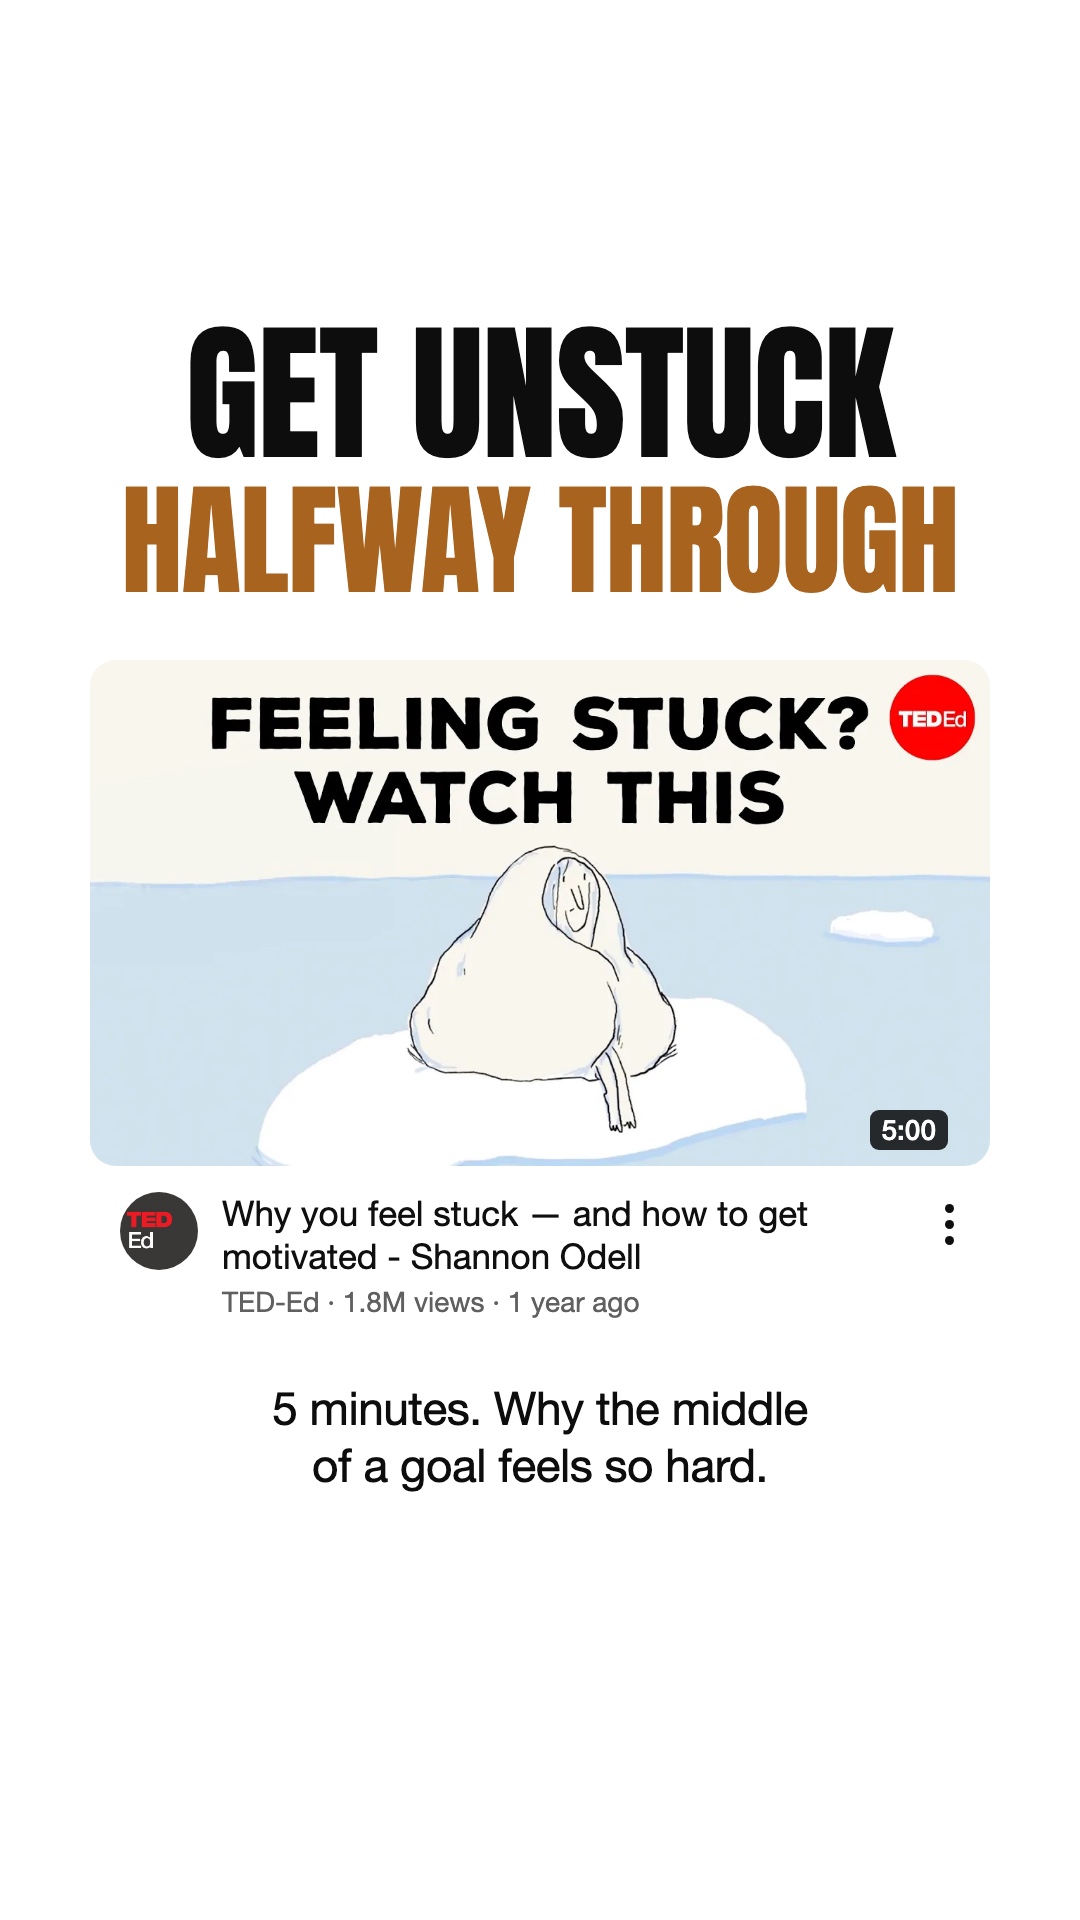 GET UNSTUCK
HALFWAY THROUGH
FEELING STUCK?
WATCH THIS
TEDEd
5:00
TED
Ed
Why you feel stuck — and how to get
motivated - Shannon Odell
TED-Ed · 1.8M views · 1 year ago
5 minutes. Why the middle
of a goal feels so hard.